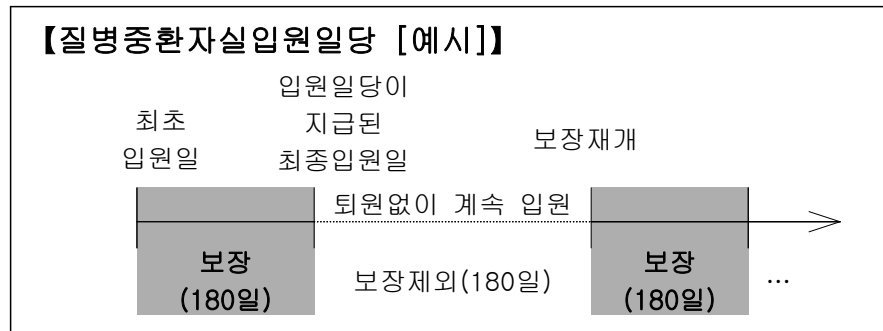 【질병중환자실입원일당 [예시]】
최초
입원일
입원일당이
지급된
최종입원일
보장재개
퇴원없이 계속 입원
보장
(180일)
보장제외(180일)
보장
(180일)
…